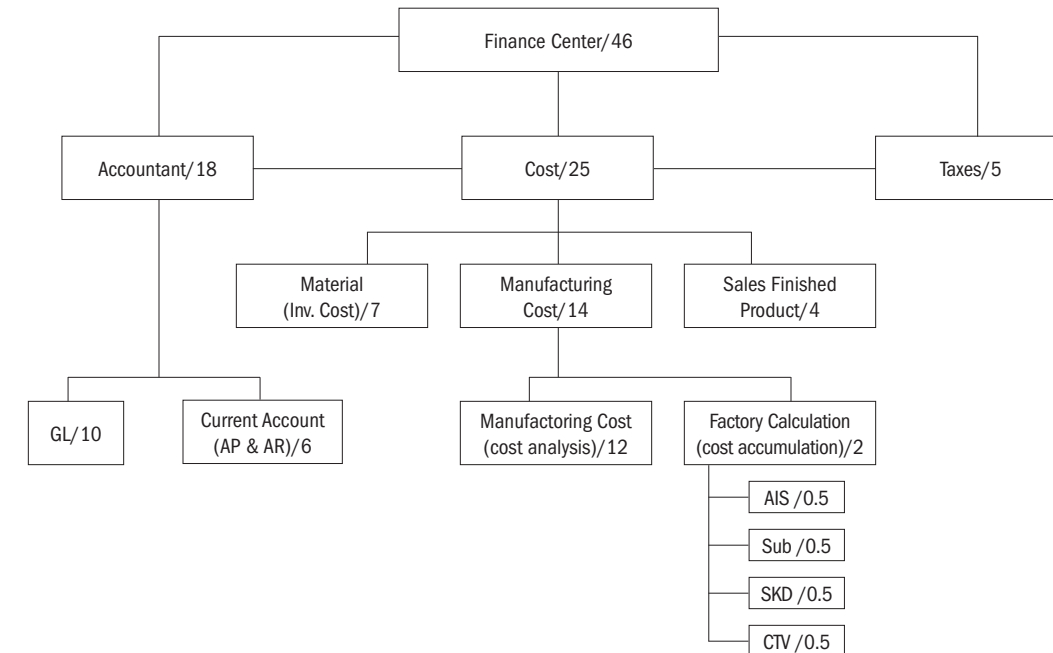 Finance Center/46
Accountant/18
Cost/25
Taxes/5
Material
(Inv. Cost)/7
Manufacturing
Cost/14
Sales Finished
Product/4
GL/10
Current Account
(AP & AR)/6
Manufactoring Cost
(cost analysis)/12
Factory Calculation
(cost accumulation)/2
AIS /0.5
Sub /0.5
SKD /0.5
CTV /0.5